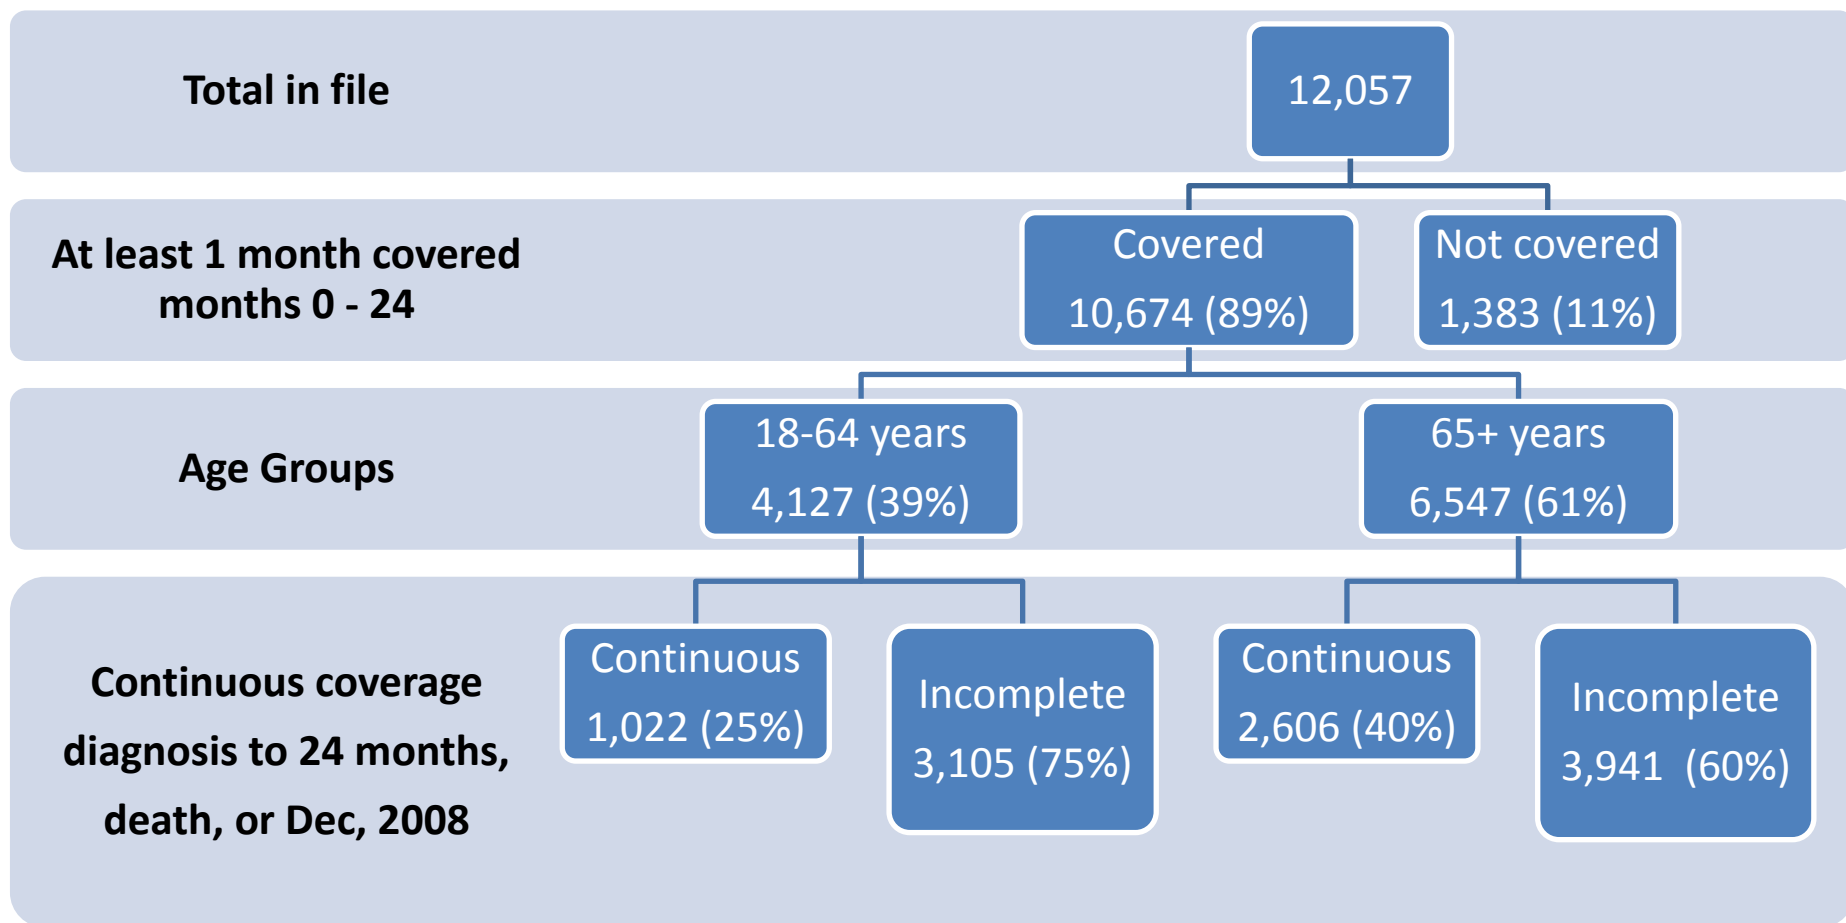 Total in file
12,057
At least 1 month covered
months 0 - 24
Covered
10,674 (89%)
Not covered
1,383 (11%)
Age Groups
18-64 years
4,127 (39%)
65+ years
6,547 (61%)
Continuous coverage
diagnosis to 24 months,
death, or Dec, 2008
Continuous
1,022 (25%)
Incomplete
3,105 (75%)
Continuous
2,606 (40%)
Incomplete
3,941 (60%)